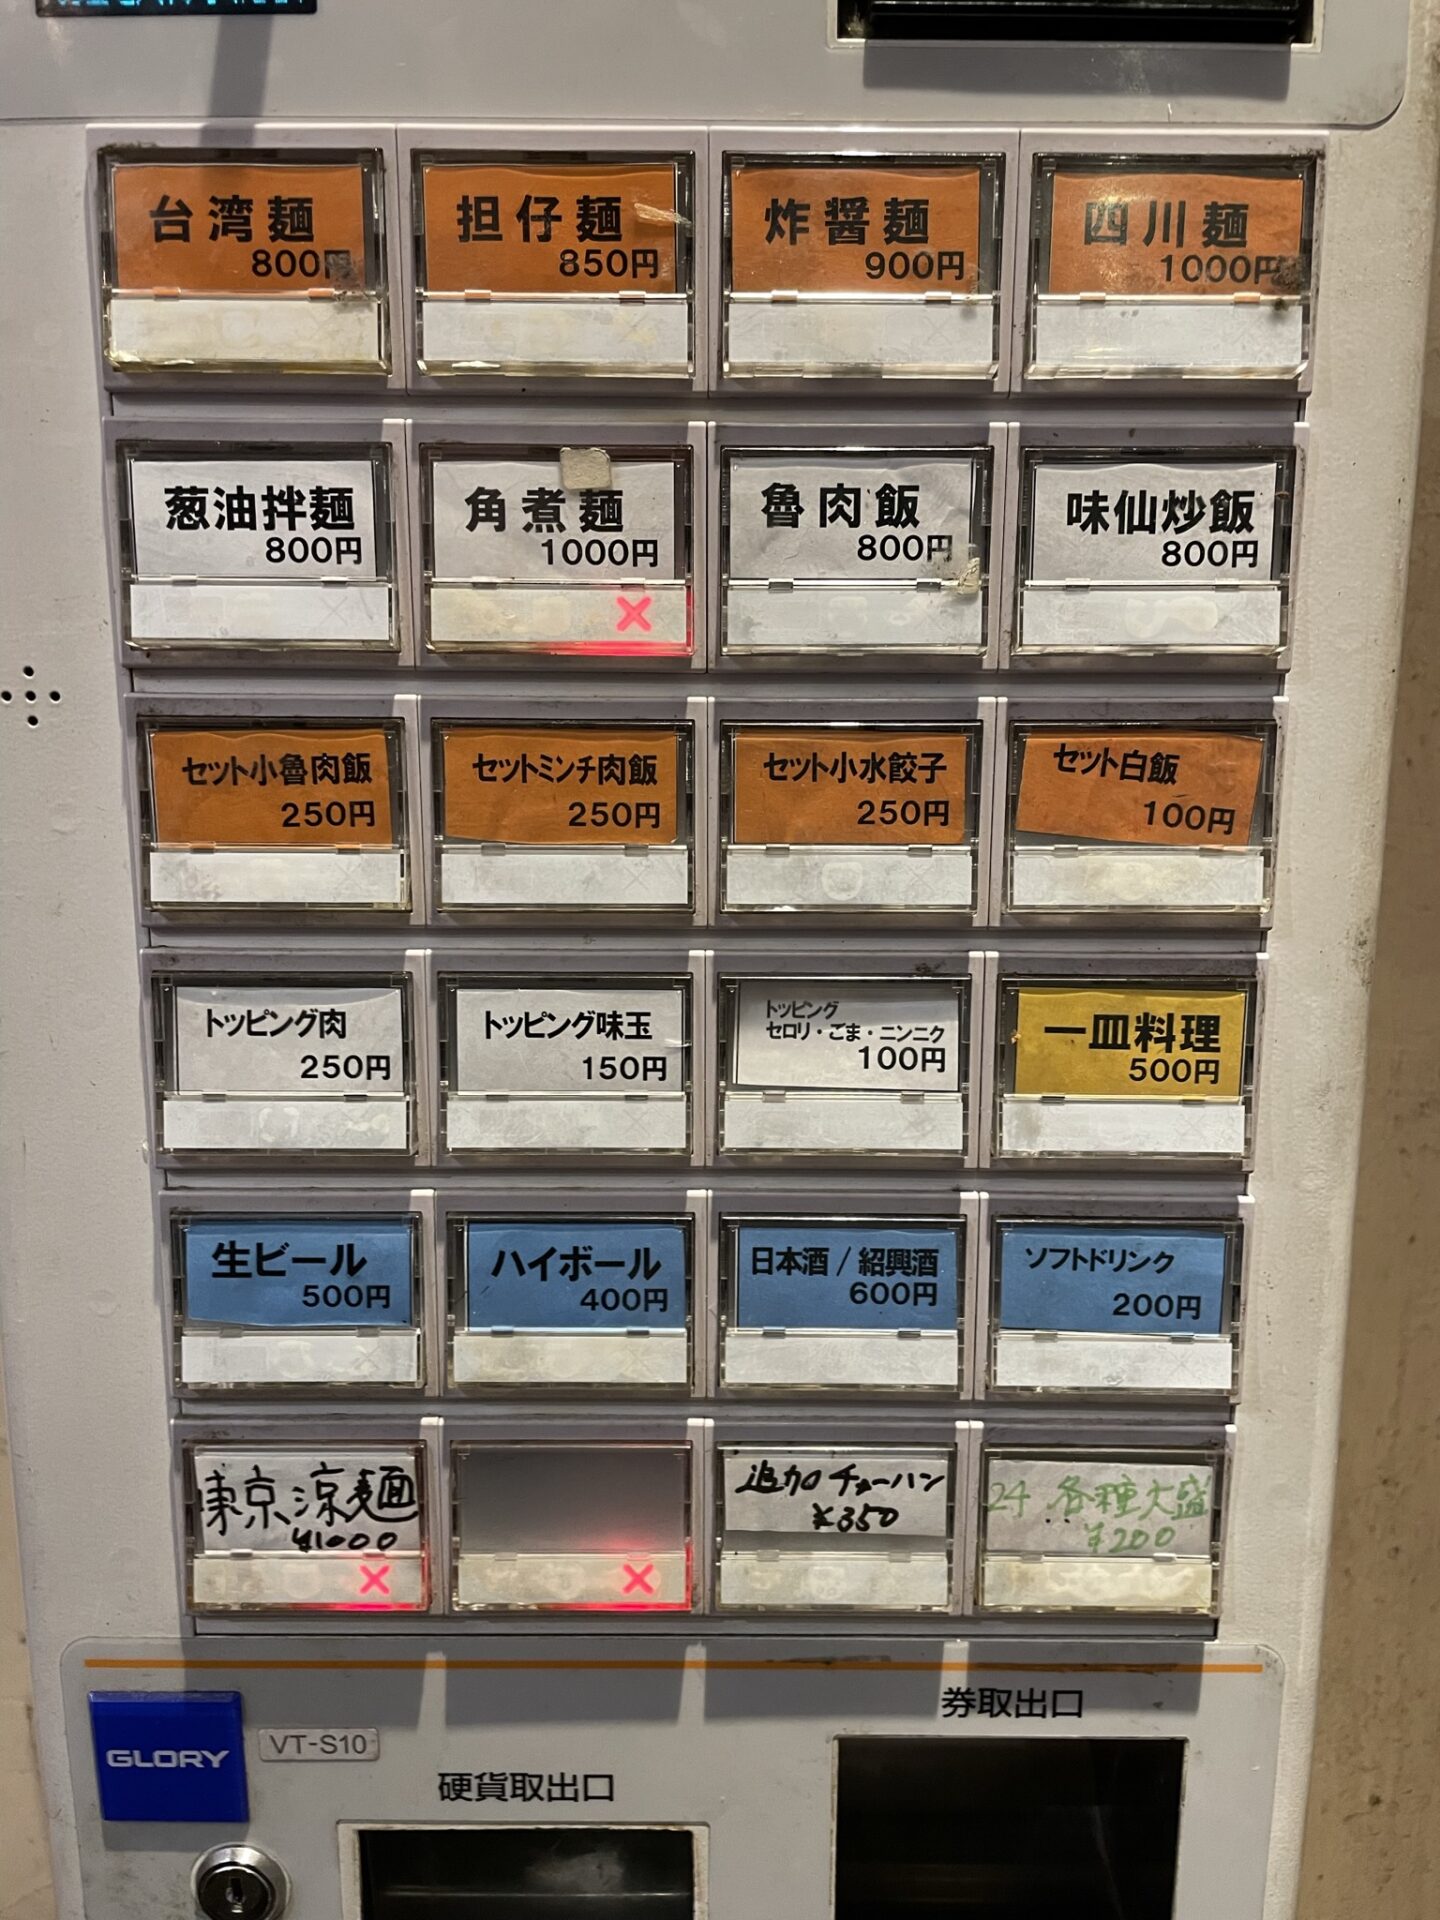 台湾麺
800円
担仔麺
850円
炸醤麺
900円
四川麺
1000円
葱油拌麺
800円
角煮麺
1000円
×
魯肉飯
800円
味仙炒飯
800円
セット小魯肉飯
250円
セットミンチ肉飯
250円
セット小水餃子
250円
セット白飯
100円
トッピング肉
250円
トッピング味玉
150円
トッピング
セロリ・ごま・ニンニク
100円
一皿料理
500円
生ビール
500円
ハイボール
400円
日本酒 / 紹興酒
600円
ソフトドリンク
200円
東京涼麺
¥1000
×
×
追加チャーハン
¥350
24 各種大盛
¥200
券取出口
GLORY
VT-S10
硬貨取出口